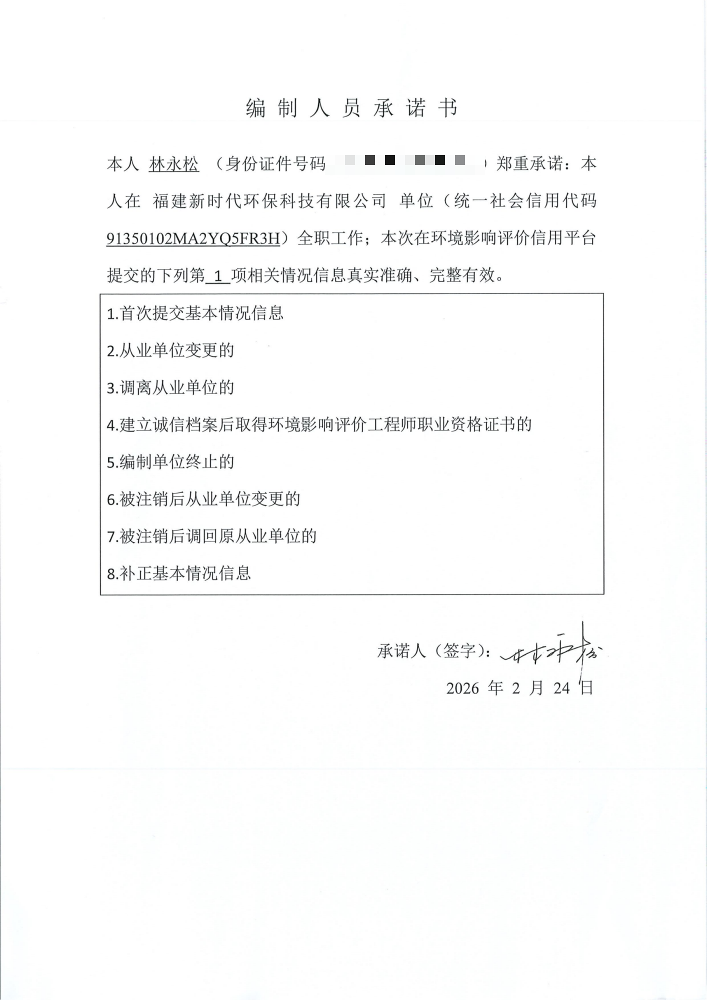 编制人员承诺书
本人 林永松 （身份证件号码 ）郑重承诺：本
人在 福建新时代环保科技有限公司 单位（统一社会信用代码
91350102MA2YQ5FR3H）全职工作；本次在环境影响评价信用平台
提交的下列第 1 项相关情况信息真实准确、完整有效。
1.首次提交基本情况信息
2.从业单位变更的
3.调离从业单位的
4.建立诚信档案后取得环境影响评价工程师职业资格证书的
5.编制单位终止的
6.被注销后从业单位变更的
7.被注销后调回原从业单位的
8.补正基本情况信息
承诺人（签字）：林永松
2026 年 2 月 24 日